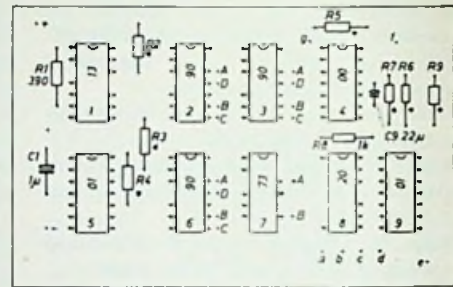 + R5
R2 g f
R1 390 13 90 A D 90 A D 00 R7 R6 R9
1 2 B C 3 B C 4
R3 R8 1k C9 22µ
C1 1µ 01 R4 90 A D 73 A 20 01
5 6 B C 7 B C 8 9
- a b c d e